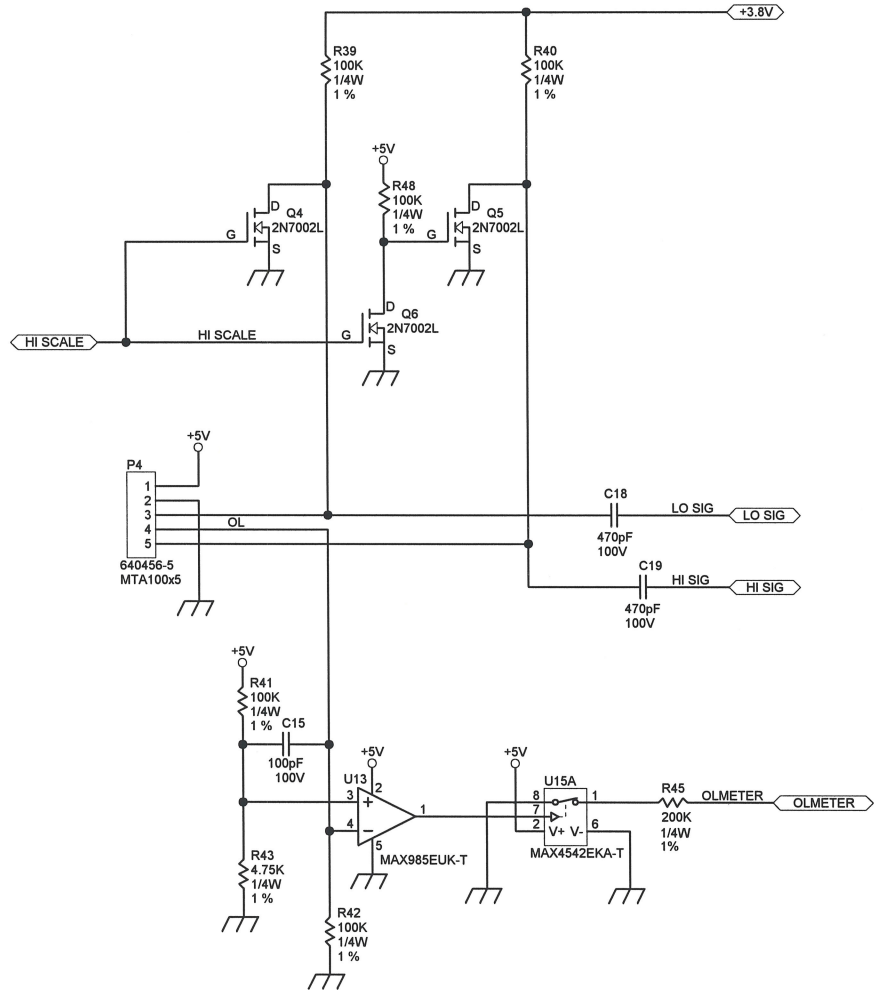 +3.8V
R39
100K
1/4W
1 %
R40
100K
1/4W
1 %
+5V
R48
100K
1/4W
1 %
D
Q4
2N7002L
G
S
D
Q5
2N7002L
G
S
D
Q6
2N7002L
G
S
HI SCALE
HI SCALE
+5V
P4
1
2
3
4
5
OL
640456-5
MTA100x5
C18
470pF
100V
LO SIG
LO SIG
C19
470pF
100V
HI SIG
HI SIG
+5V
R41
100K
1/4W
1 %
C15
100pF
100V
+5V
U13
2
3
+
4
−
1
5
MAX985EUK-T
+5V
U15A
8
1
7
2
V+
V-
6
MAX4542EKA-T
R45
200K
1/4W
1%
OLMETER
OLMETER
R43
4.75K
1/4W
1 %
R42
100K
1/4W
1 %